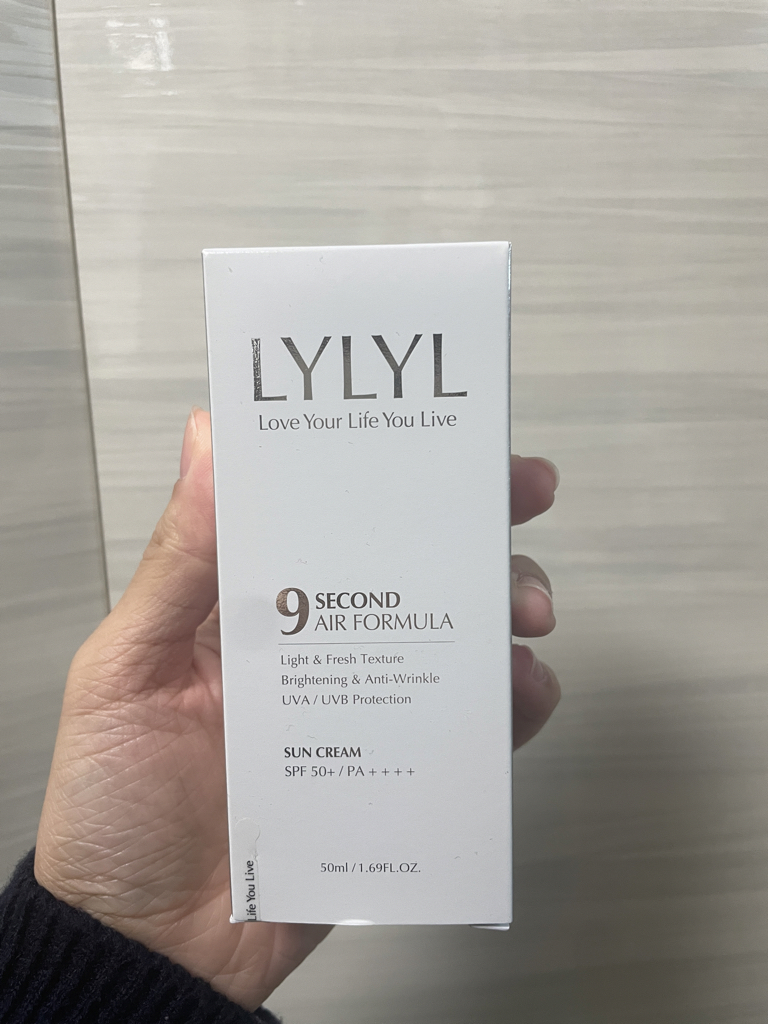 LYLYL
Love Your Life You Live
9 SECOND
AIR FORMULA
Light & Fresh Texture
Brightening & Anti-Wrinkle
UVA / UVB Protection
SUN CREAM
SPF 50+ / PA + + + +
50ml / 1.69FL.OZ.
Life You Live